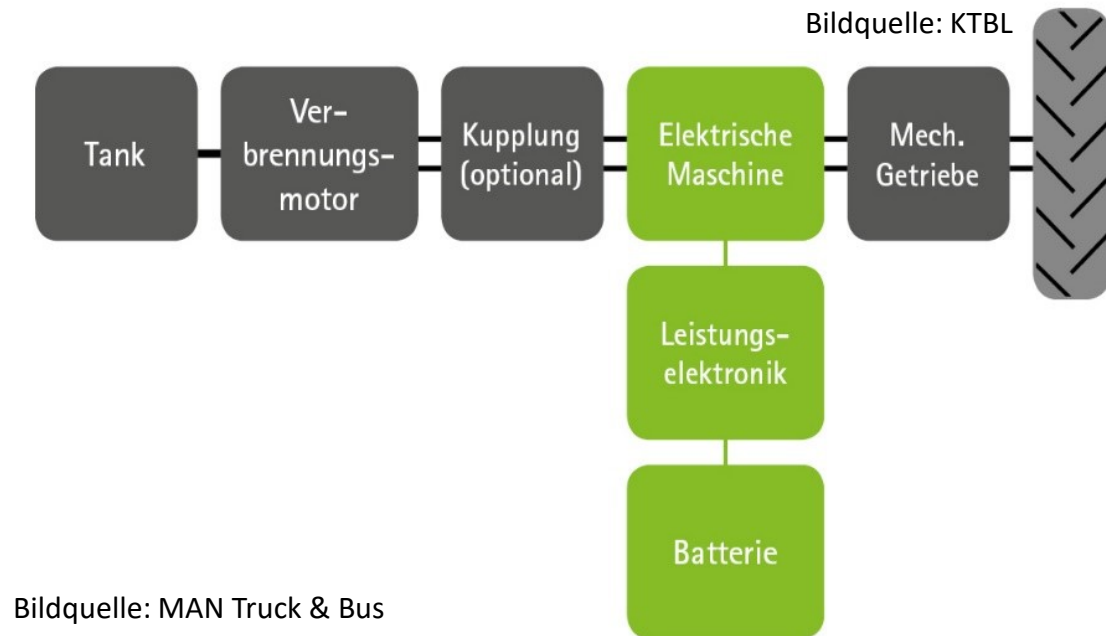 Bildquelle: KTBL
Tank
Ver-
brennungs-
motor
Kupplung
(optional)
Elektrische
Maschine
Mech.
Getriebe
Leistungs-
elektronik
Batterie
Bildquelle: MAN Truck & Bus